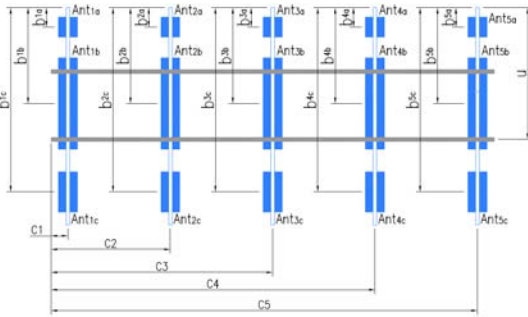 Ant1a Ant2a Ant3a Ant4a Ant5a
b1a b2a b3a b4a b5a
Ant1b Ant2b Ant3b Ant4b Ant5b
b1b b2b b3b b4b b5b
b1c b2c b3c b4c b5c
u
Ant1c Ant2c Ant3c Ant4c Ant5c
C1
C2
C3
C4
C5